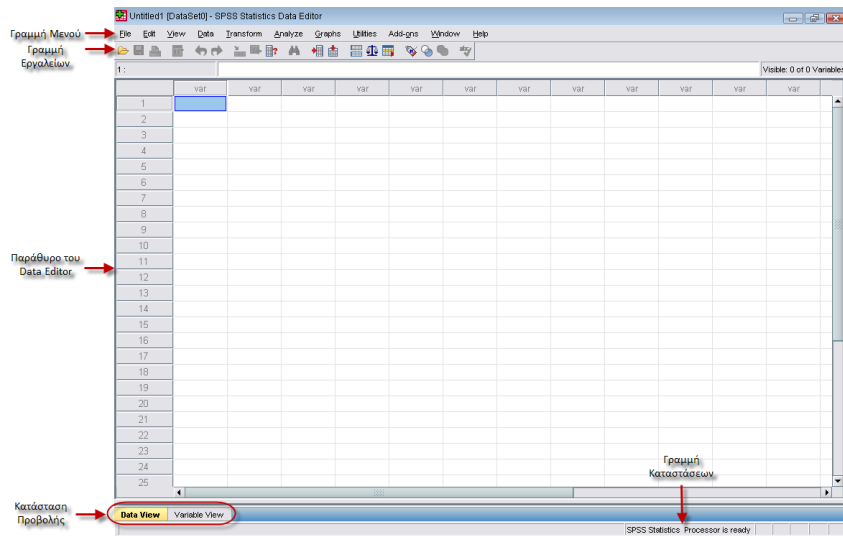 Untitled1 [DataSet0] - SPSS Statistics Data Editor
Γραμμή Μενού
File Edit View Data Transform Analyze Graphs Utilities Add-ons Window Help
Γραμμή
Εργαλείων
1 :
Visible: 0 of 0 Variables
var var var var var var var var var var var var
1
2
3
4
5
6
7
8
9
10
11
12
13
14
15
16
17
18
19
20
21
22
23
24
25
Παράθυρο του
Data Editor
Γραμμή
Καταστάσεων
Κατάσταση
Προβολής
Data View Variable View
SPSS Statistics Processor is ready